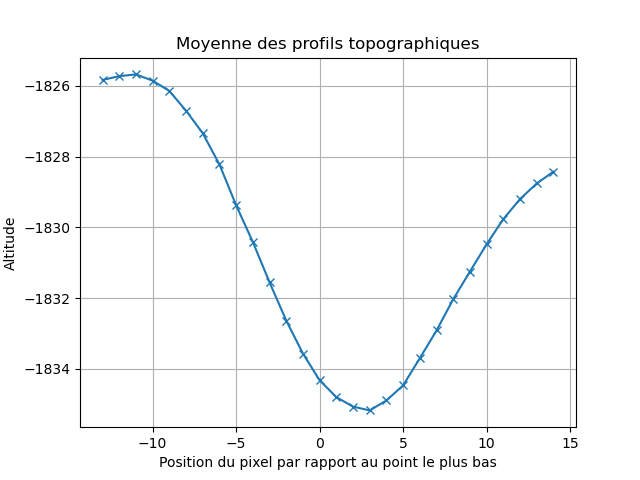 Moyenne des profils topographiques
Altitude
−1826
−1828
−1830
−1832
−1834
−10 −5 0 5 10 15
Position du pixel par rapport au point le plus bas